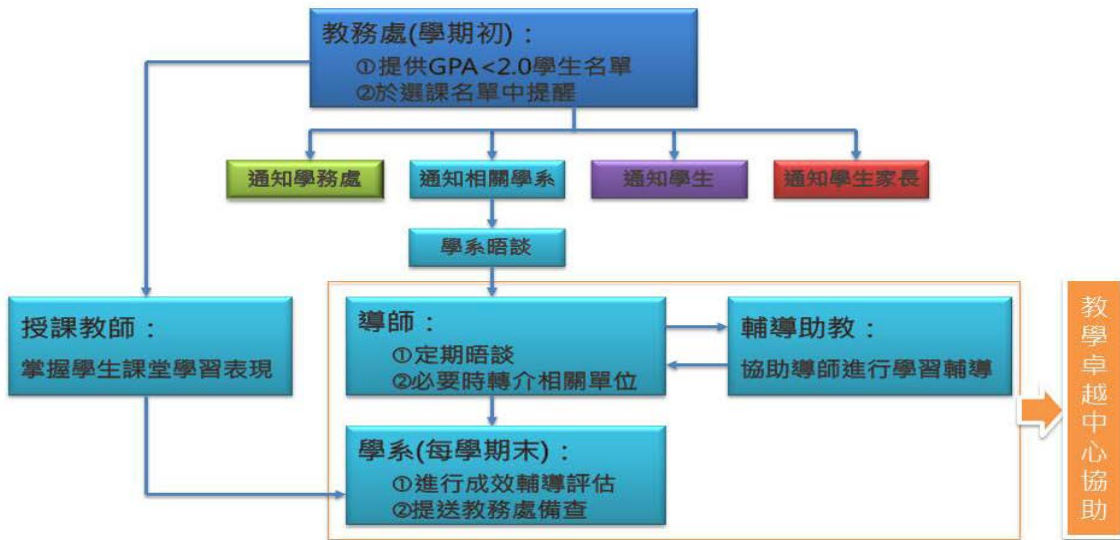 教務處(學期初)：
①提供GPA<2.0學生名單
②於選課名單中提醒
通知學務處
通知相關學系
通知學生
通知學生家長
學系晤談
授課教師：
掌握學生課堂學習表現
導師：
①定期晤談
②必要時轉介相關單位
輔導助教：
協助導師進行學習輔導
學系(每學期末)：
①進行成效輔導評估
②提送教務處備查
教學卓越中心協助